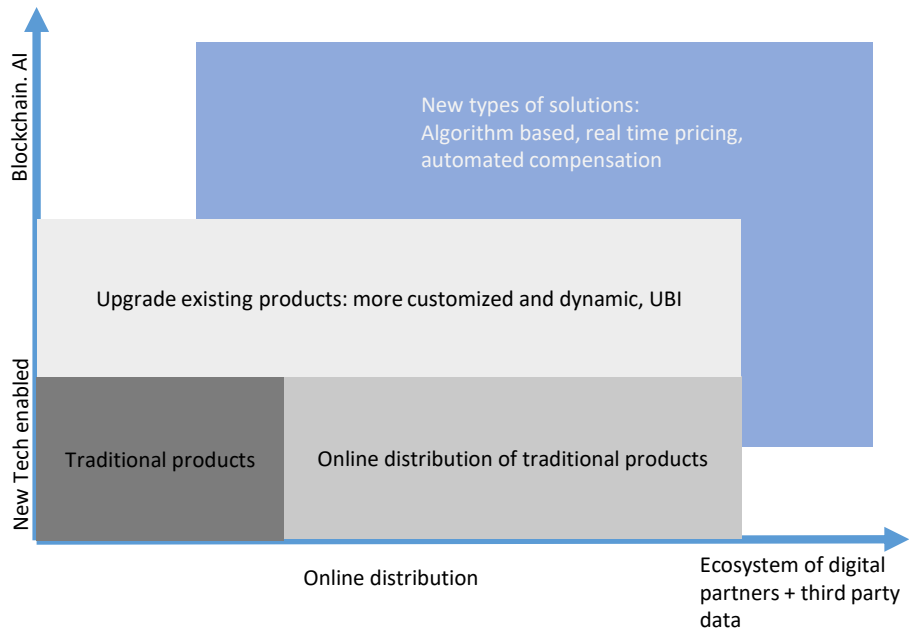 Blockchain. AI
New types of solutions:
Algorithm based, real time pricing,
automated compensation
Upgrade existing products: more customized and dynamic, UBI
New Tech enabled
Traditional products
Online distribution of traditional products
Online distribution
Ecosystem of digital
partners + third party
data